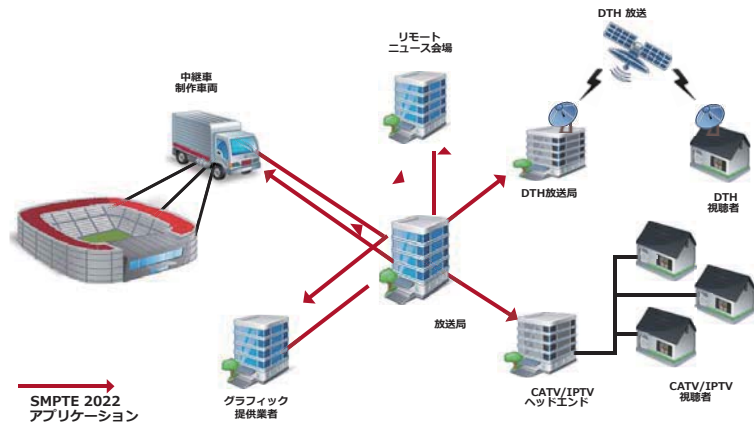 DTH 放送
リモート
ニュース会場
中継車
制作車両
DTH放送局
DTH
視聴者
放送局
グラフィック
提供業者
CATV/IPTV
ヘッドエンド
CATV/IPTV
視聴者
SMPTE 2022
アプリケーション